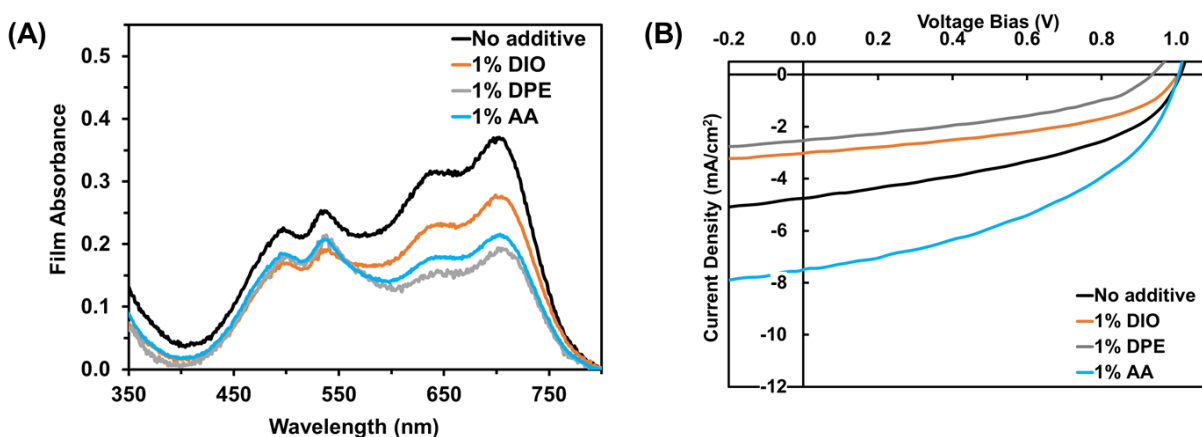 (A)
0.5
0.4
0.3
0.2
0.1
0.0
Film Absorbance
350 450 550 650 750
Wavelength (nm)
No additive
1% DIO
1% DPE
1% AA
(B)
Voltage Bias (V)
-0.2 0.0 0.2 0.4 0.6 0.8 1.0
0
-2
-4
-6
-8
-10
-12
Current Density (mA/cm²)
No additive
1% DIO
1% DPE
1% AA